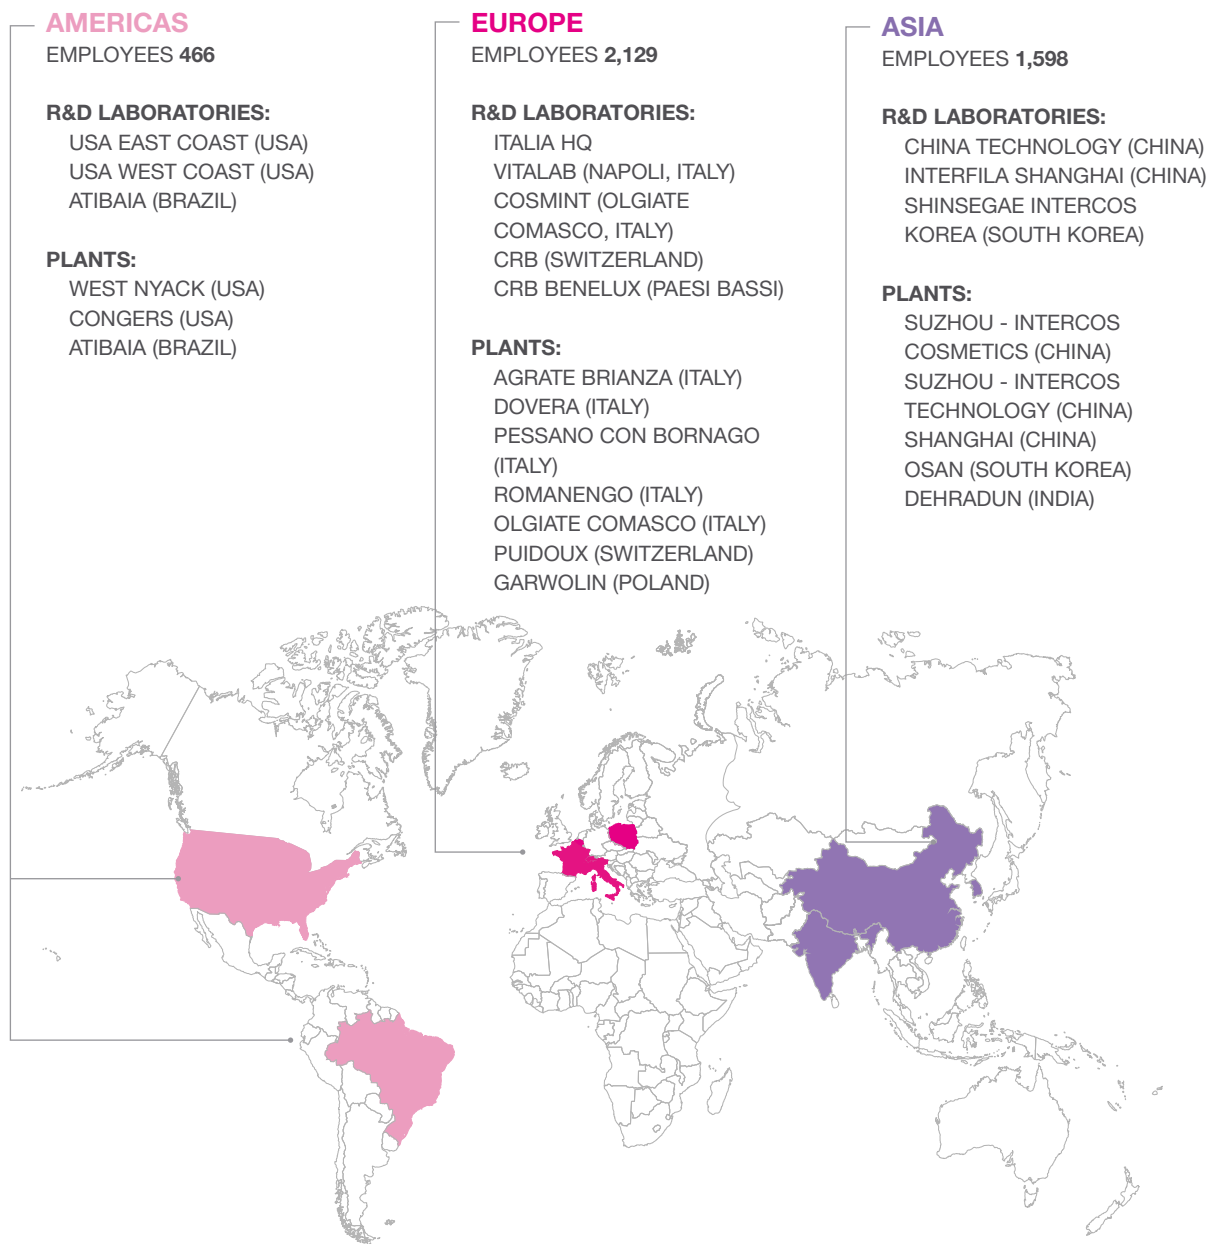 AMERICAS
EMPLOYEES 466
R&D LABORATORIES:
USA EAST COAST (USA)
USA WEST COAST (USA)
ATIBAIA (BRAZIL)
PLANTS:
WEST NYACK (USA)
CONGERS (USA)
ATIBAIA (BRAZIL)
EUROPE
EMPLOYEES 2,129
R&D LABORATORIES:
ITALIA HQ
VITALAB (NAPOLI, ITALY)
COSMINT (OLGIATE
COMASCO, ITALY)
CRB (SWITZERLAND)
CRB BENELUX (PAESI BASSI)
PLANTS:
AGRATE BRIANZA (ITALY)
DOVERA (ITALY)
PESSANO CON BORNAGO
(ITALY)
ROMANENGO (ITALY)
OLGIATE COMASCO (ITALY)
PUIDOUX (SWITZERLAND)
GARWOLIN (POLAND)
ASIA
EMPLOYEES 1,598
R&D LABORATORIES:
CHINA TECHNOLOGY (CHINA)
INTERFILA SHANGHAI (CHINA)
SHINSEGAE INTERCOS
KOREA (SOUTH KOREA)
PLANTS:
SUZHOU - INTERCOS
COSMETICS (CHINA)
SUZHOU - INTERCOS
TECHNOLOGY (CHINA)
SHANGHAI (CHINA)
OSAN (SOUTH KOREA)
DEHRADUN (INDIA)